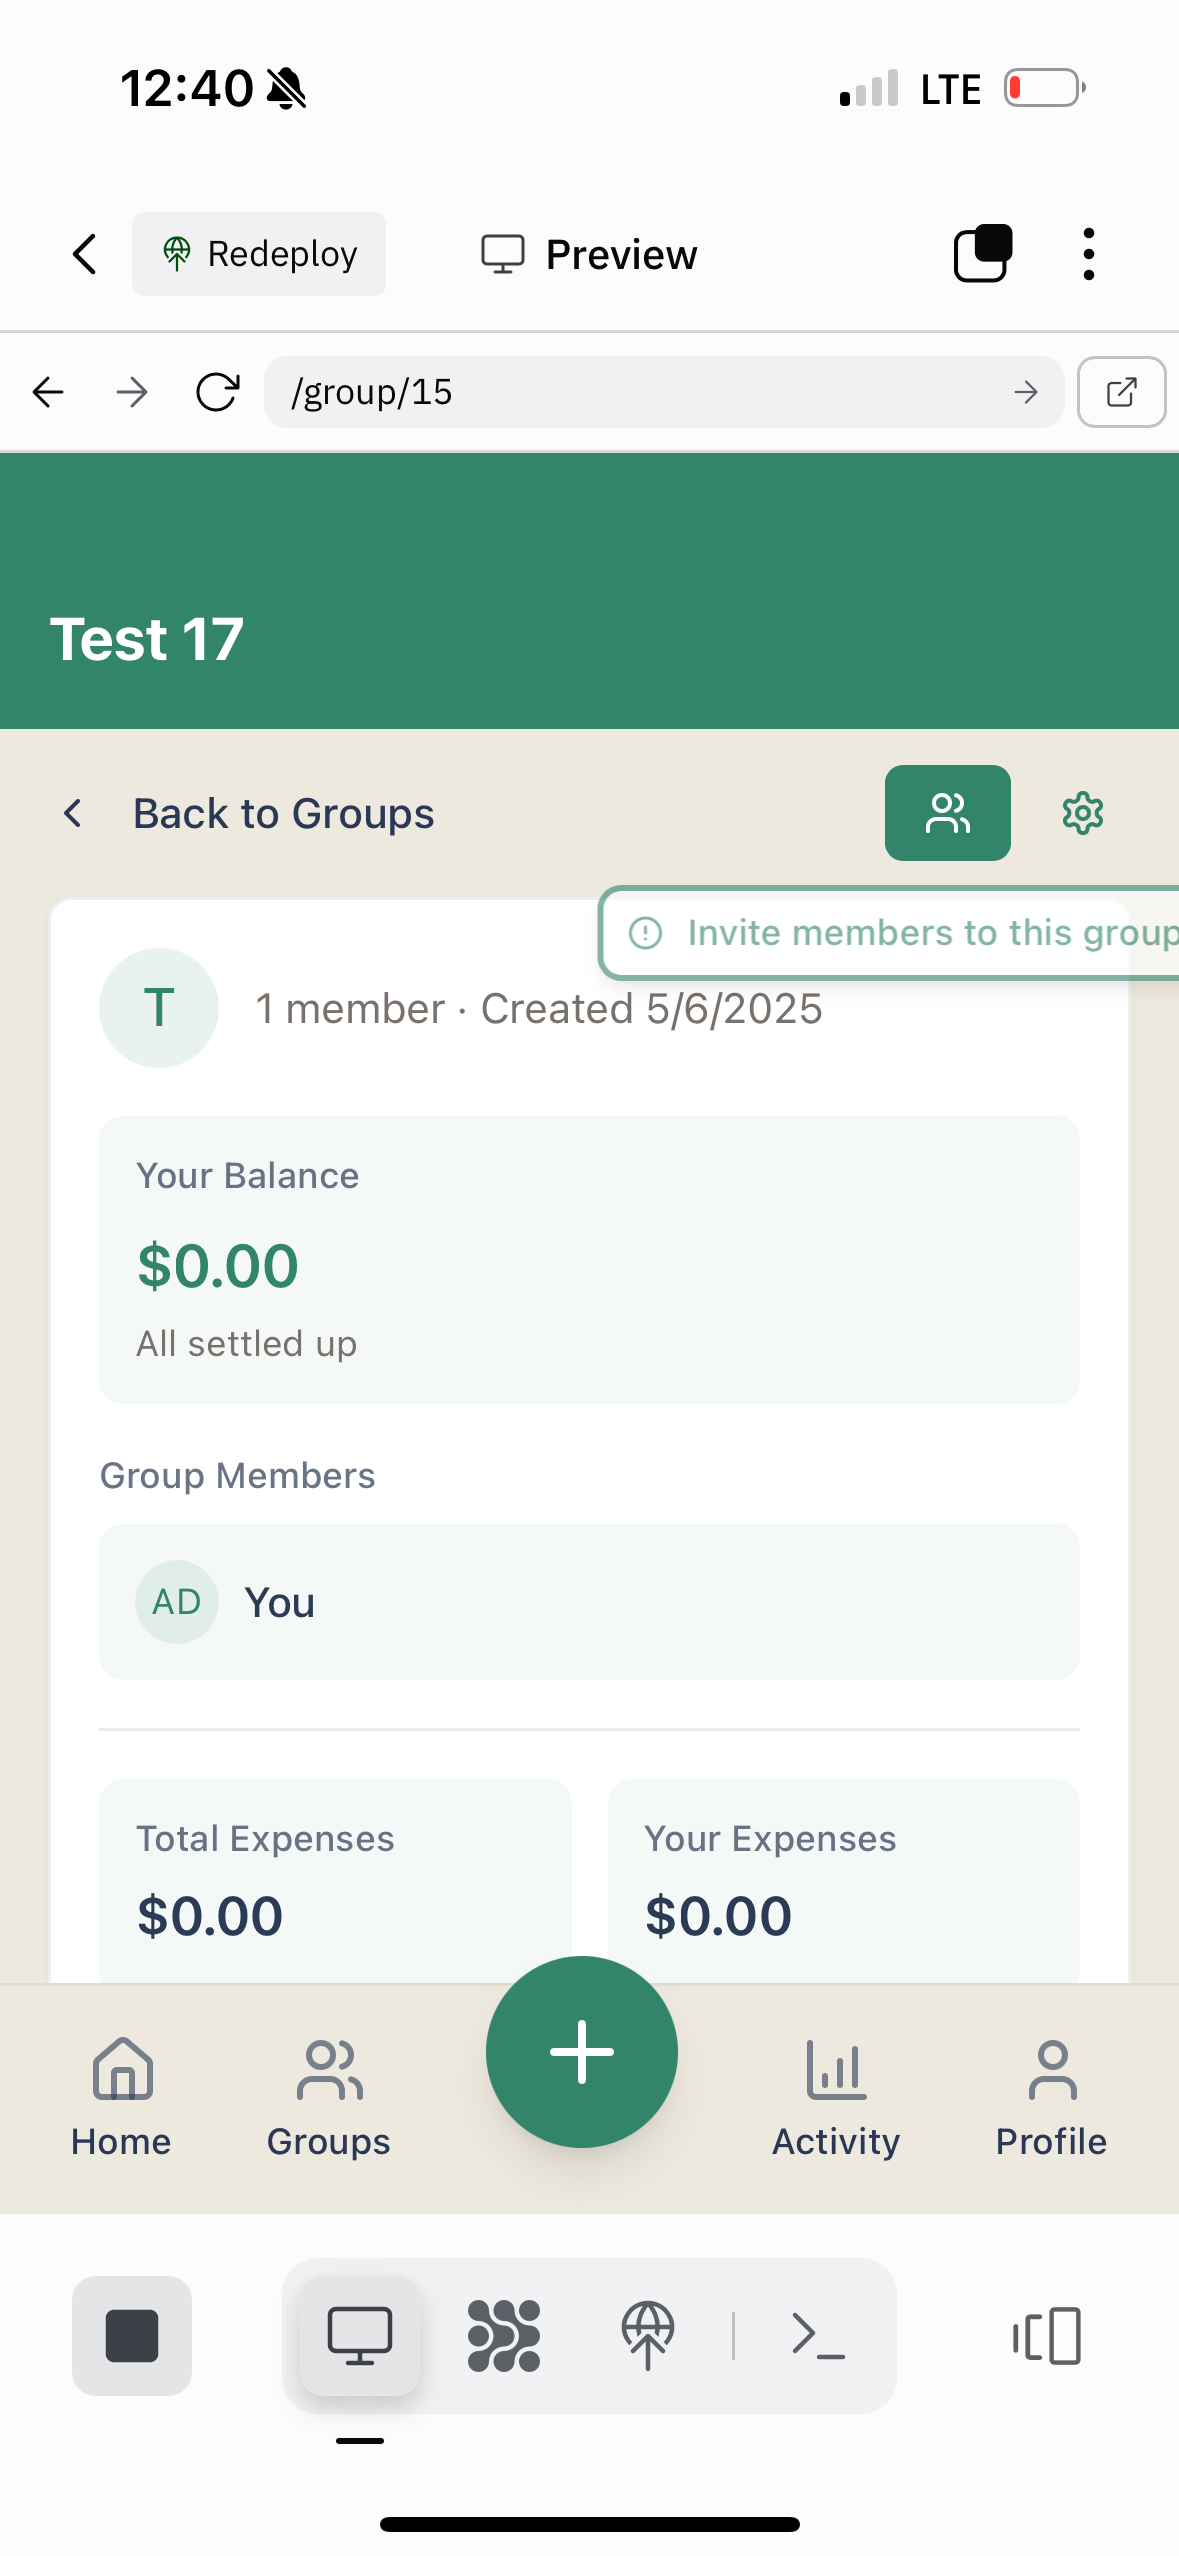 12:40
LTE
Redeploy
Preview
/group/15
Test 17
Back to Groups
Invite members to this group
T
1 member · Created 5/6/2025
Your Balance
$0.00
All settled up
Group Members
AD
You
Total Expenses
Your Expenses
$0.00
$0.00
Home
Groups
Activity
Profile